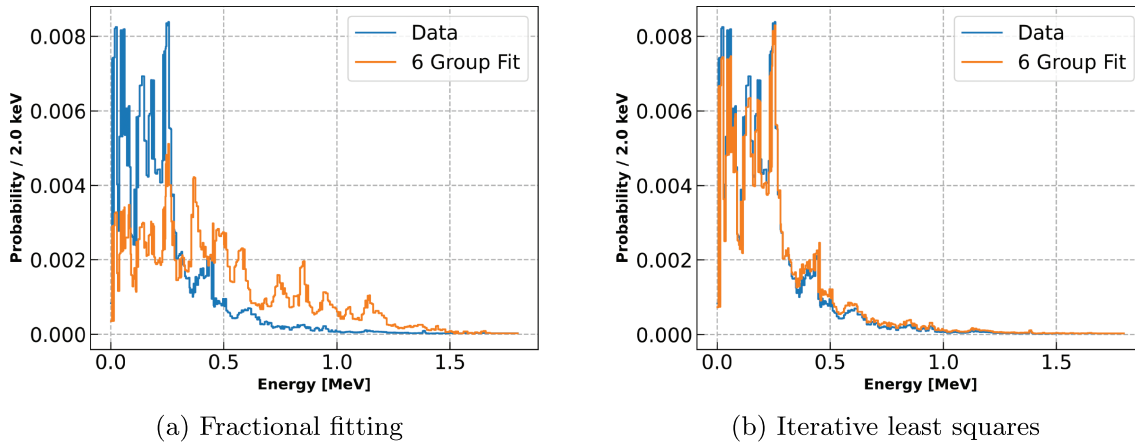 0.008
0.006
0.004
0.002
0.000
Probability / 2.0 keV
Data
6 Group Fit
0.0
0.5
1.0
1.5
Energy [MeV]
(a) Fractional fitting
0.008
0.006
0.004
0.002
0.000
Probability / 2.0 keV
Data
6 Group Fit
0.0
0.5
1.0
1.5
Energy [MeV]
(b) Iterative least squares